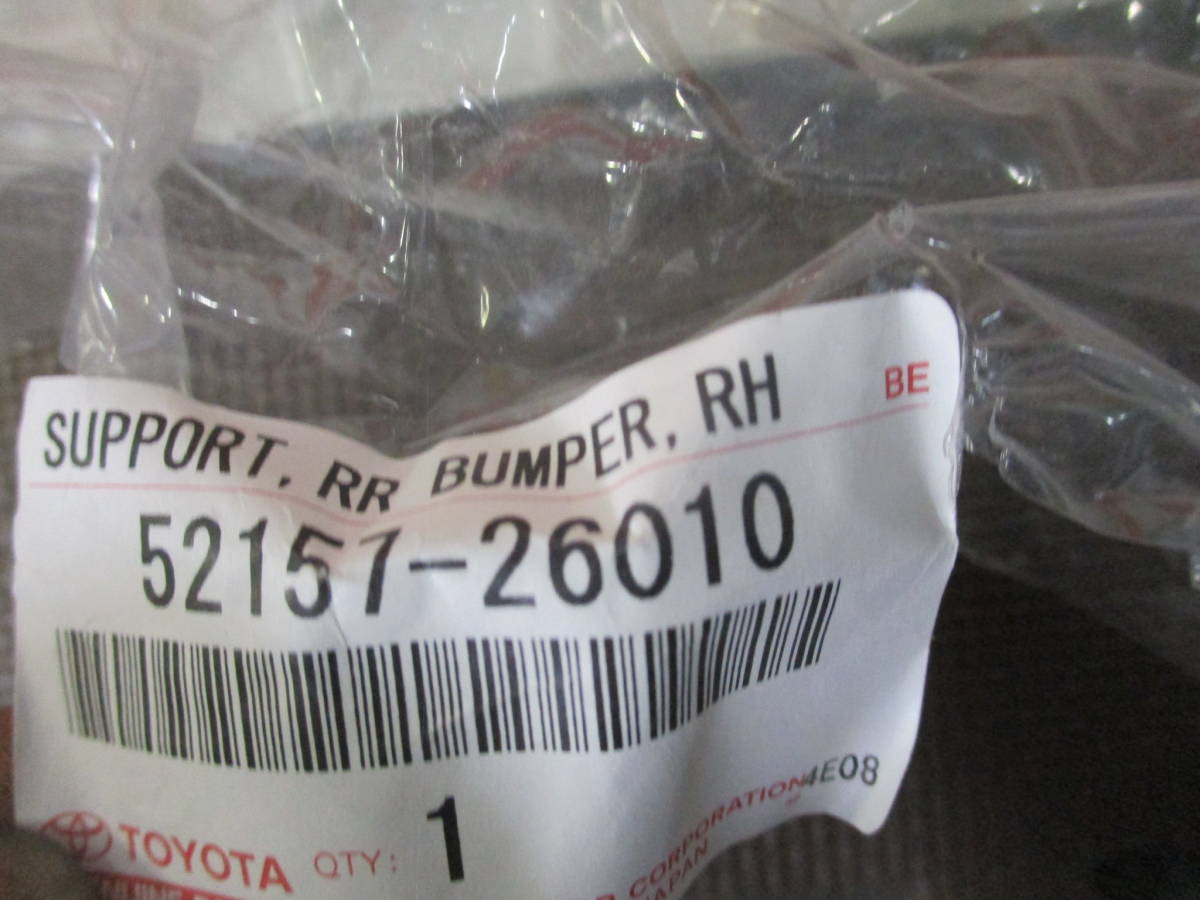 SUPPORT, RR BUMPER, RH BE
52157-26010
4E08
TOYOTA QTY: 1
CORPORATION
JAPAN